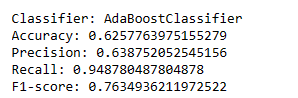 Classifier: AdaBoostClassifier
Accuracy: 0.6257763975155279
Precision: 0.638752052545156
Recall: 0.948780487804878
F1-score: 0.7634936211972522